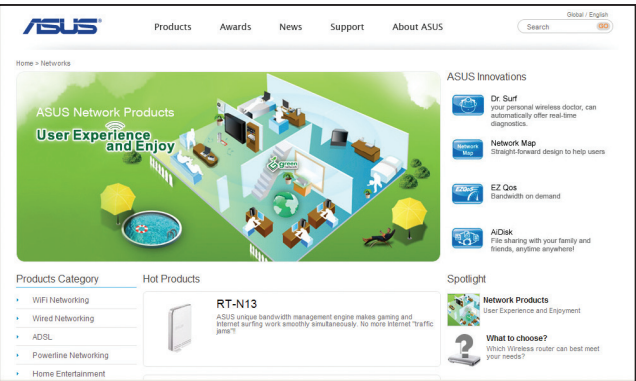 Global / English
ASUS
Products Awards News Support About ASUS
Search GO
Home > Networks
ASUS Network Products
User Experience
and Enjoy
green
ASUS Innovations
Dr. Surf
your personal wireless doctor, can
automatically offer real-time
diagnostics.
Network
Map
Network Map
Straight-forward design to help users
EZQoS
EZ Qos
Bandwidth on demand
AiDisk
File sharing with your family and
friends, anytime anywhere!
Products Category
WiFi Networking
Wired Networking
ADSL
Powerline Networking
Home Entertainment
Hot Products
RT-N13
ASUS unique bandwidth management engine makes gaming and
Internet surfing work smoothly simultaneously. No more Internet "traffic
jams"!
Spotlight
Network Products
User Experience and Enjoyment
What to choose?
Which Wireless router can best meet
your needs?